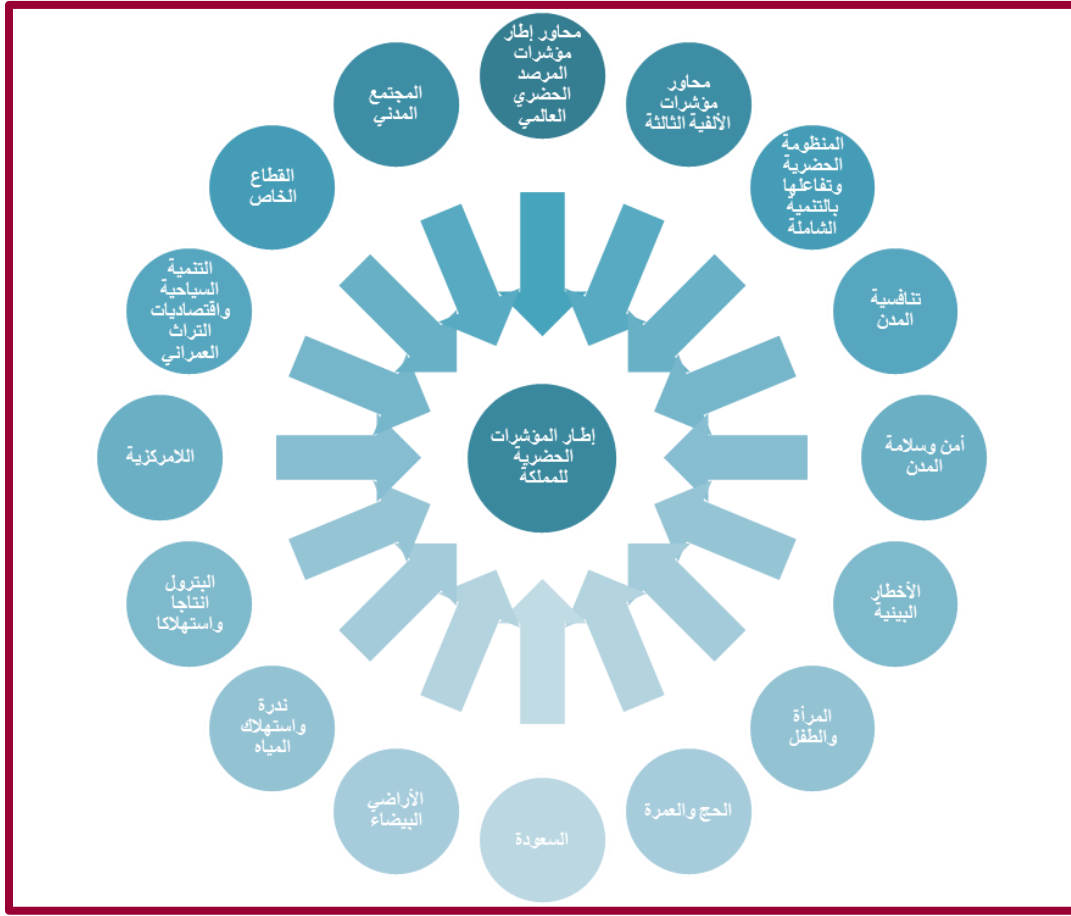 محاور إطار
مؤشرات
المرصد
الحضري
العالمي
محاور
مؤشرات
الألفية الثالثة
المنظومة
الحضرية
وتفاعلها
بالتنمية
الشاملة
تنافسية
المدن
أمن وسلامة
المدن
الأخطار
البيئية
المرأة
والطفل
الحج والعمرة
السعودة
الأراضي
البيضاء
ندرة
واستهلاك
المياه
البترول
انتاجا
واستهلاكا
اللامركزية
التنمية
السياحية
واقتصاديات
التراث
العمراني
القطاع
الخاص
المجتمع
المدني
إطار المؤشرات
الحضرية
للمملكة